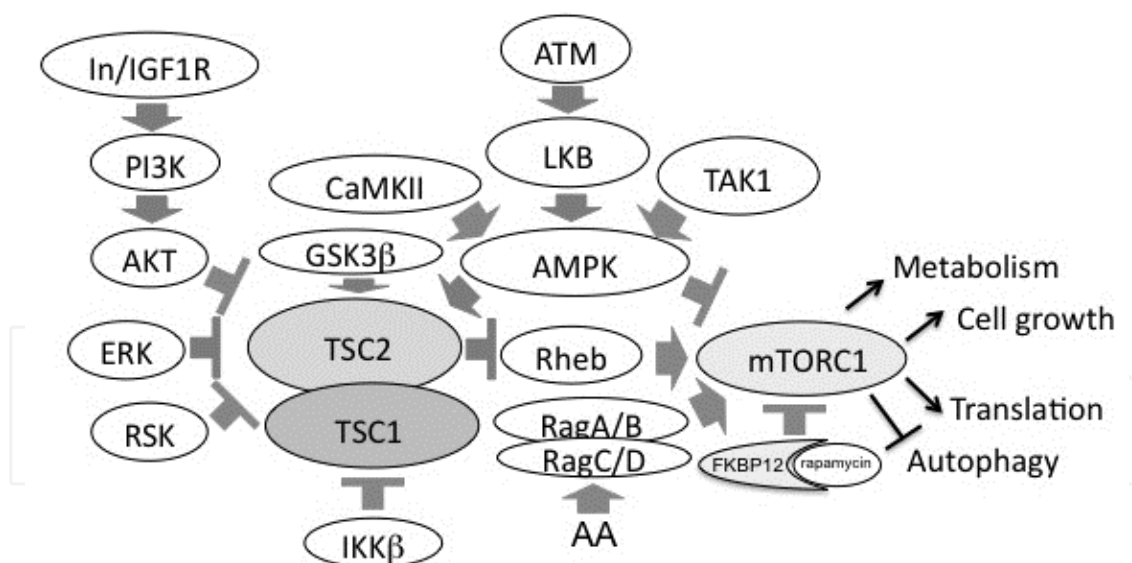 In/IGF1R
ATM
PI3K
LKB
CaMKII
TAK1
AKT
GSK3β
AMPK
Metabolism
Cell growth
ERK
TSC2
Rheb
mTORC1
RSK
TSC1
RagA/B
Translation
RagC/D
FKBP12
rapamycin
Autophagy
IKKβ
AA